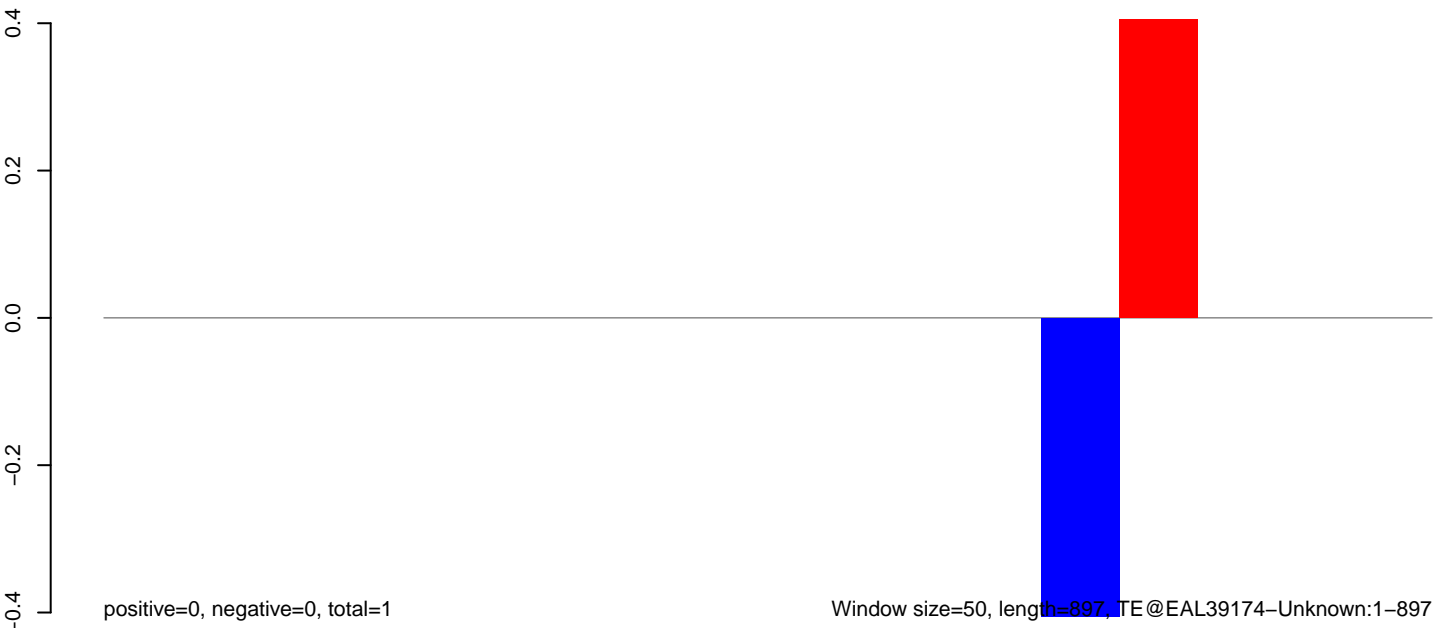 0.4
0.2
0.0
−0.2
−0.4
positive=0, negative=0, total=1
Window size=50, length=897, TE@EAL39174−Unknown:1−897